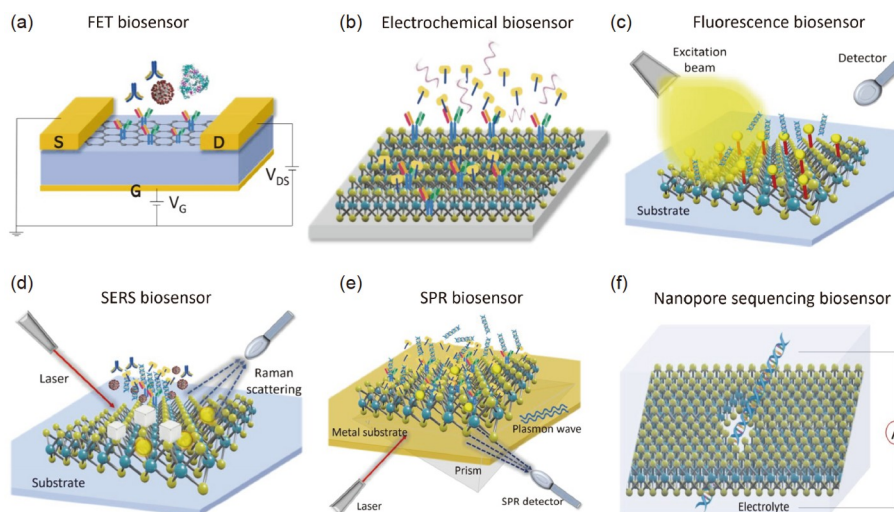 (a)
FET biosensor
S
D
G
V_G
V_DS
(b)
Electrochemical biosensor
(c)
Fluorescence biosensor
Excitation
beam
Detector
Substrate
(d)
SERS biosensor
Laser
Raman
scattering
Substrate
(e)
SPR biosensor
Metal substrate
Plasmon wave
Prism
Laser
SPR detector
(f)
Nanopore sequencing biosensor
A
Electrolyte